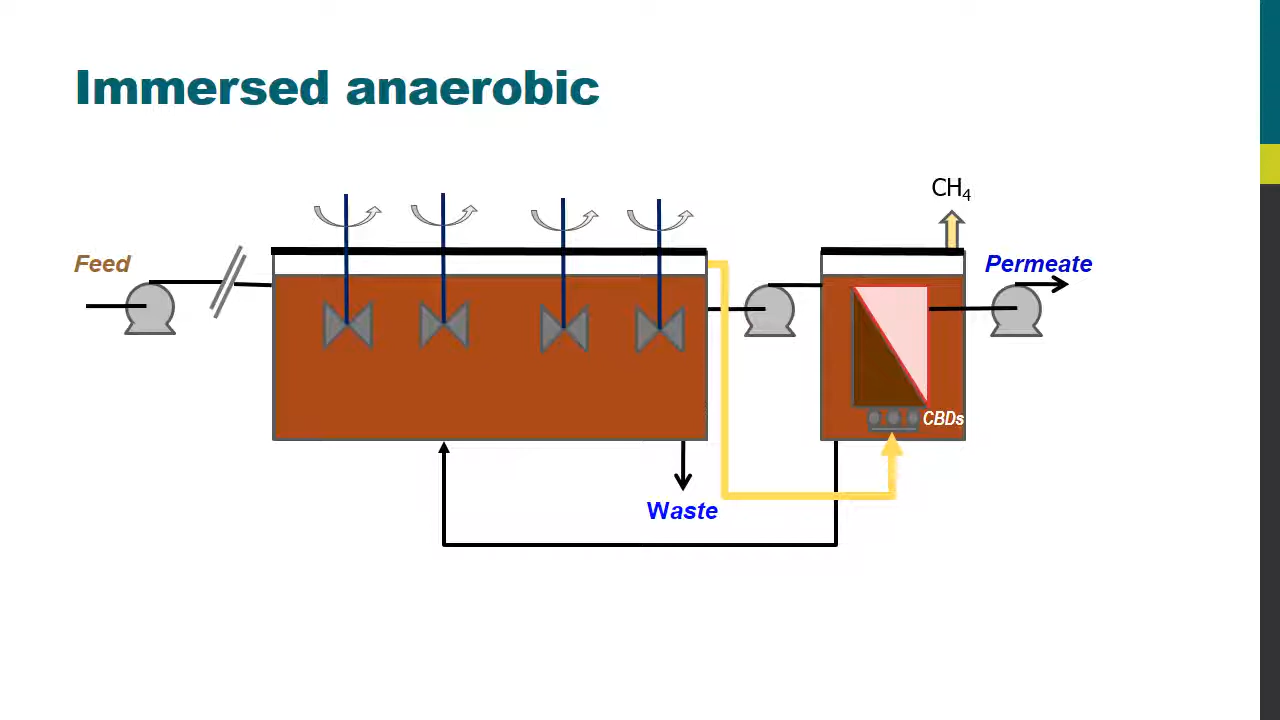 Immersed anaerobic
CH₄
Feed
Permeate
CBDs
Waste